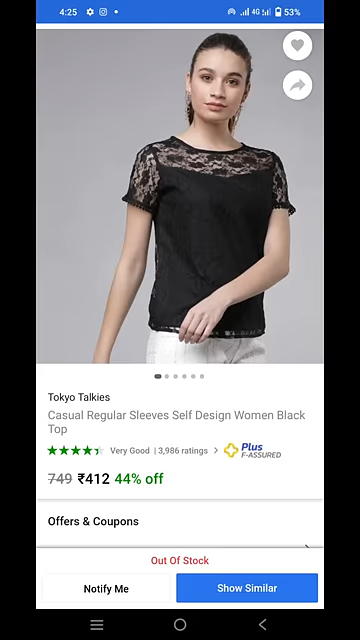 4:25
4G
53%
Tokyo Talkies
Casual Regular Sleeves Self Design Women Black
Top
Very Good | 3,986 ratings
Plus
F-ASSURED
749 ₹412 44% off
Offers & Coupons
Out Of Stock
Notify Me
Show Similar